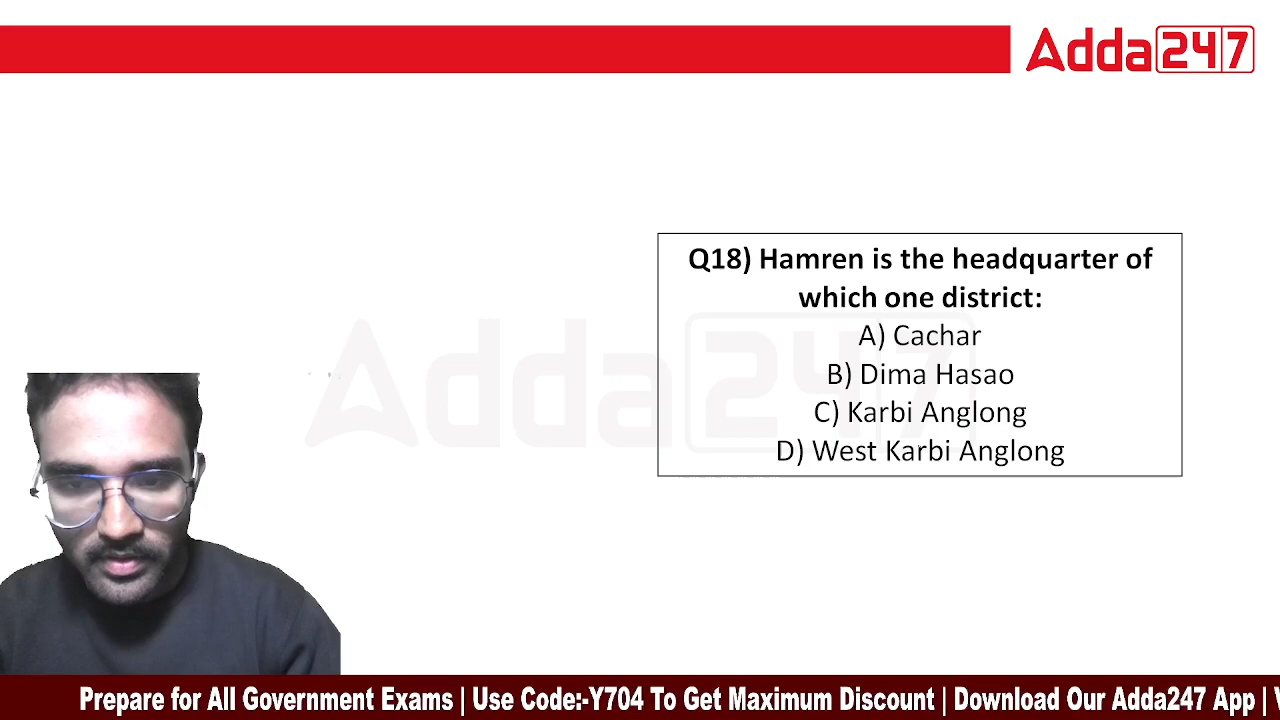 Adda247
Q18) Hamren is the headquarter of
which one district:
A) Cachar
B) Dima Hasao
C) Karbi Anglong
D) West Karbi Anglong
Adda247
Prepare for All Government Exams | Use Code:-Y704 To Get Maximum Discount | Download Our Adda247 App |